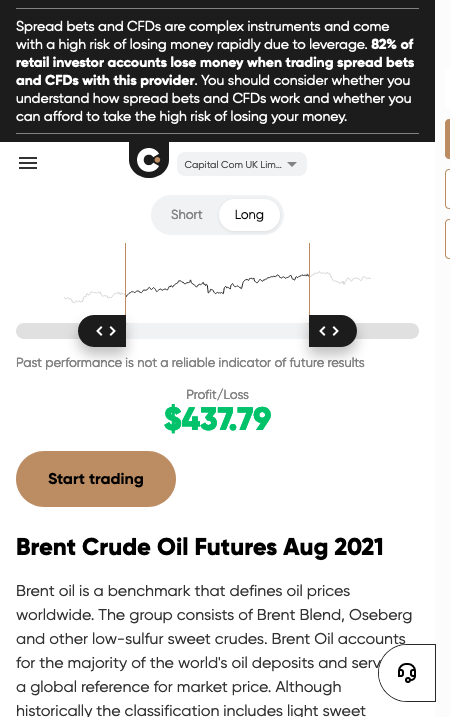 Spread bets and CFDs are complex instruments and come
with a high risk of losing money rapidly due to leverage. 82% of
retail investor accounts lose money when trading spread bets
and CFDs with this provider. You should consider whether you
understand how spread bets and CFDs work and whether you
can afford to take the high risk of losing your money.
Capital Com UK Lim...
Short Long
Past performance is not a reliable indicator of future results
Profit/Loss
$437.79
Start trading
Brent Crude Oil Futures Aug 2021
Brent oil is a benchmark that defines oil prices
worldwide. The group consists of Brent Blend, Oseberg
and other low-sulfur sweet crudes. Brent Oil accounts
for the majority of the world's oil deposits and serv
a global reference for market price. Although
historically the classification includes light sweet